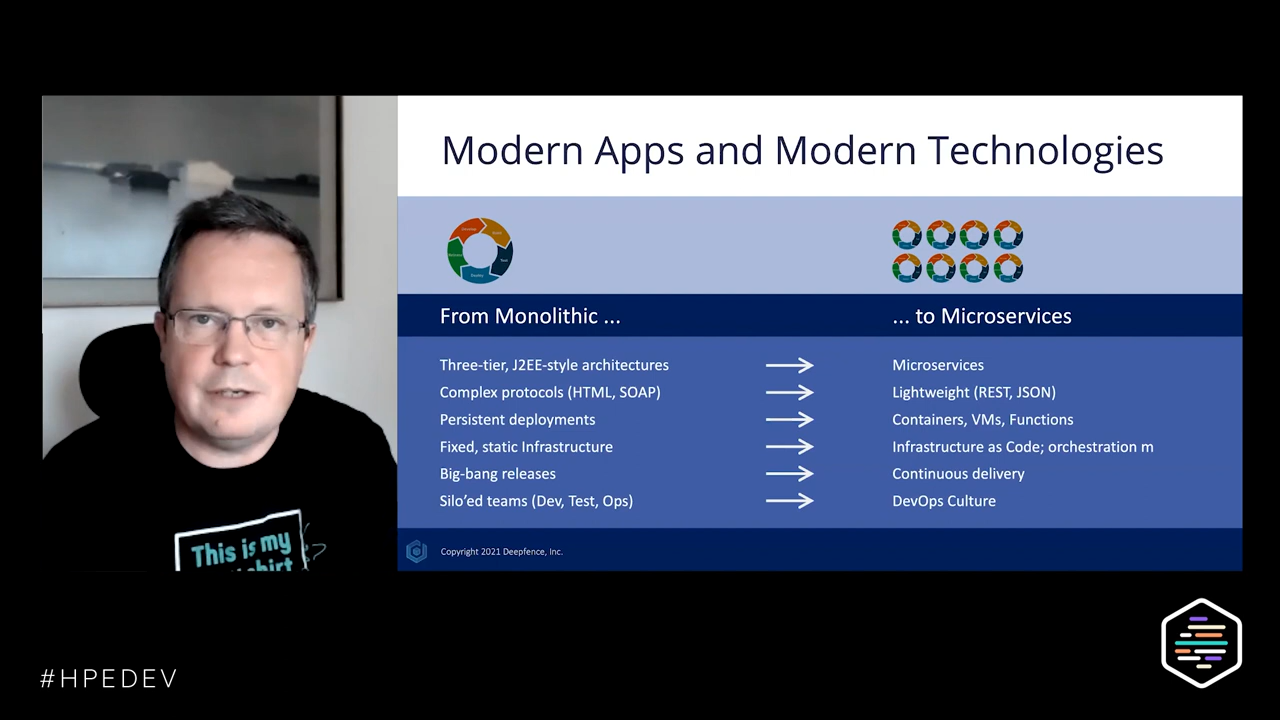 Modern Apps and Modern Technologies
From Monolithic ...
... to Microservices
Three-tier, J2EE-style architectures
Microservices
Complex protocols (HTML, SOAP)
Lightweight (REST, JSON)
Persistent deployments
Containers, VMs, Functions
Fixed, static Infrastructure
Infrastructure as Code; orchestration m
Big-bang releases
Continuous delivery
Silo’ed teams (Dev, Test, Ops)
DevOps Culture
Copyright 2021 Deepfence, Inc.
This is my
#HPEDEV